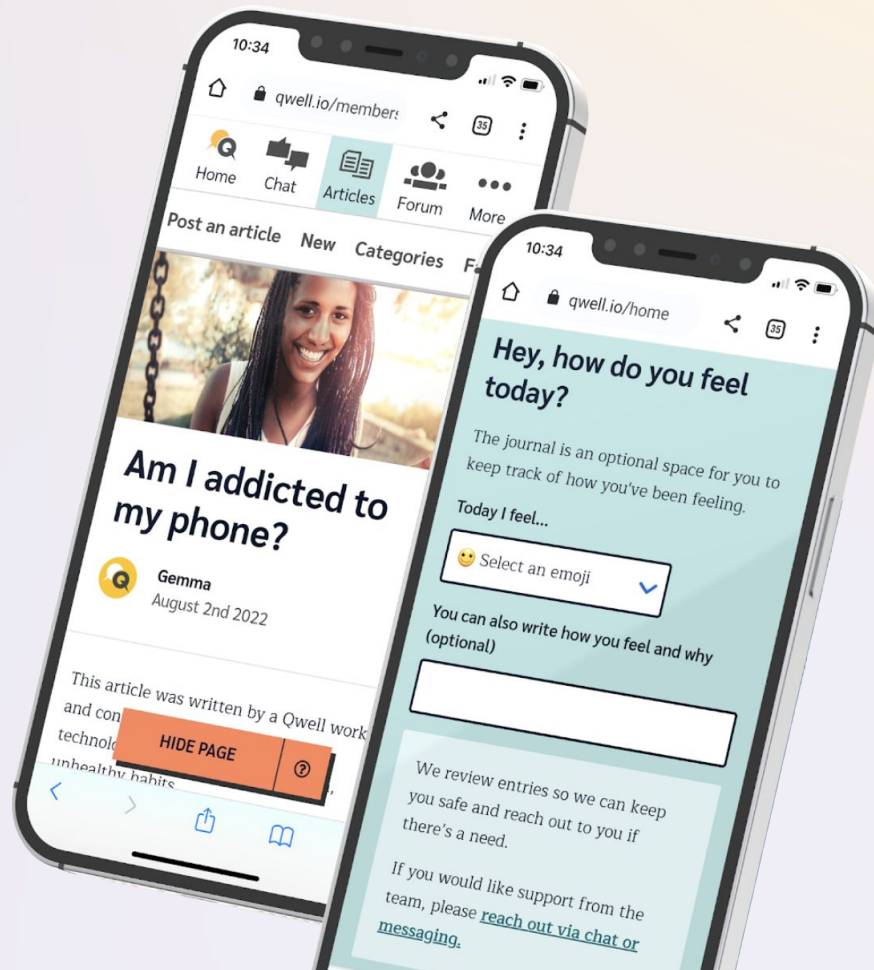 10:34
qwell.io/members
35
Home
Chat
Articles
Forum
More
Post an article
New
Categories
Am I addicted to
my phone?
Gemma
August 2nd 2022
This article was written by a Qwell work
and con
technolo
unhealthy habits
HIDE PAGE
?
10:34
qwell.io/home
35
Hey, how do you feel
today?
The journal is an optional space for you to
keep track of how you've been feeling.
Today I feel...
Select an emoji
You can also write how you feel and why
(optional)
We review entries so we can keep
you safe and reach out to you if
there's a need.
If you would like support from the
team, please reach out via chat or
messaging.